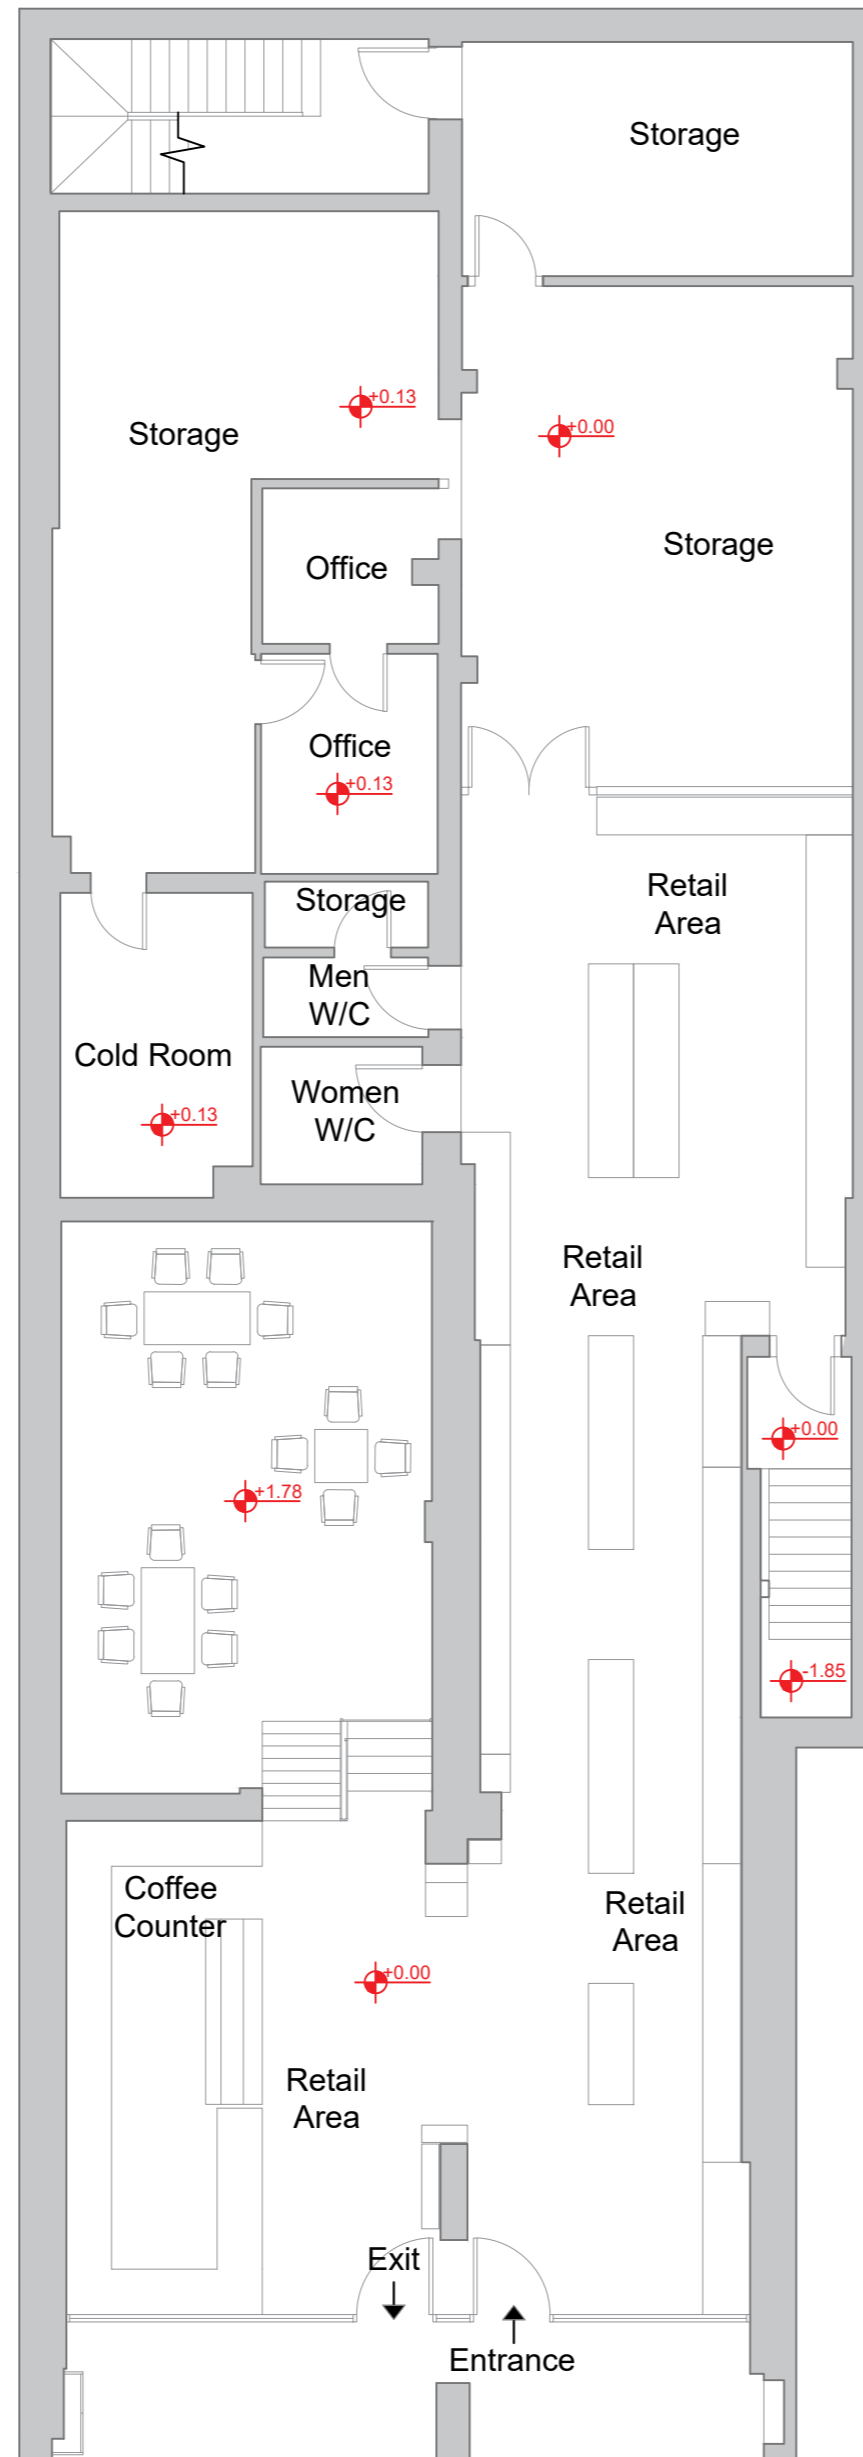 Storage
+0.13
+0.00
Storage
Storage
Office
Office
+0.13
Retail
Area
Storage
Men
W/C
Cold Room
Women
W/C
+0.13
Retail
Area
+0.00
+1.78
-1.85
Coffee
Counter
Retail
Area
+0.00
Retail
Area
Exit
Entrance